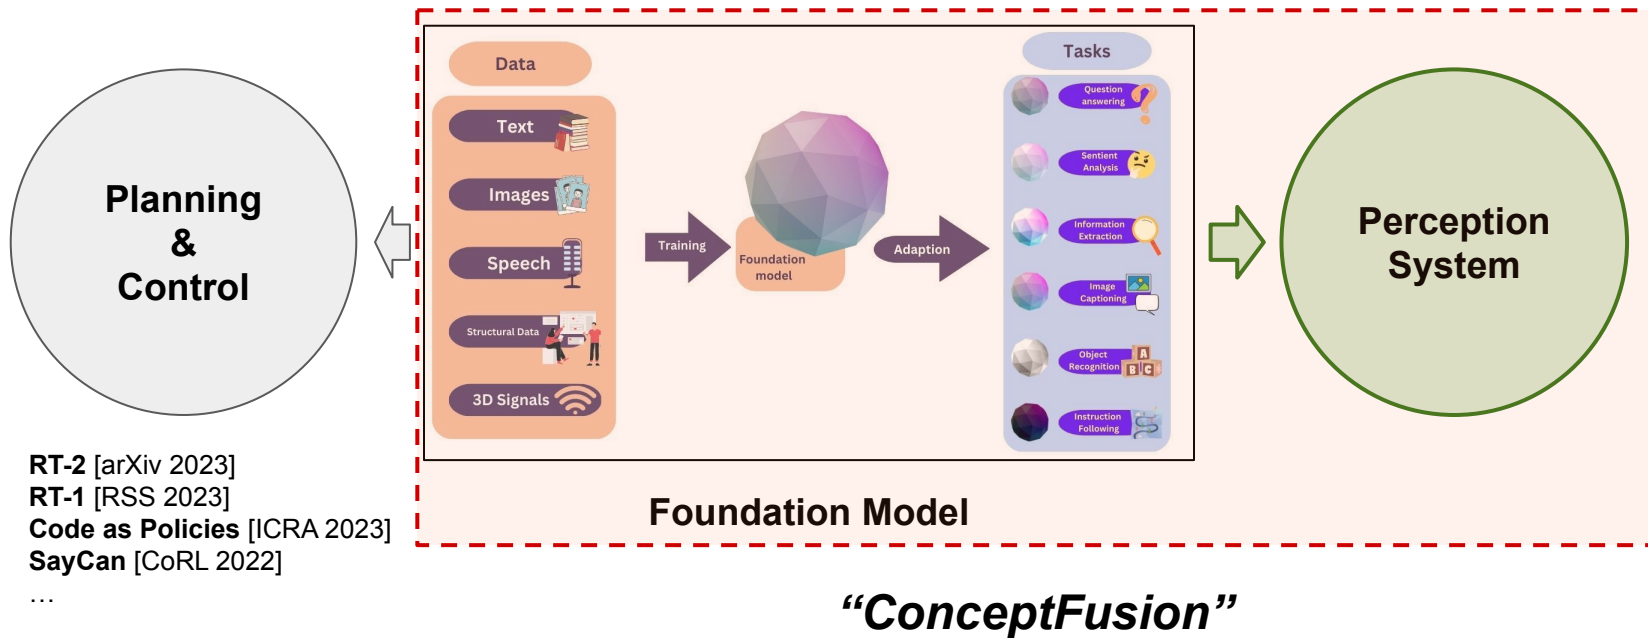 Planning
&
Control
RT-2 [arXiv 2023]
RT-1 [RSS 2023]
Code as Policies [ICRA 2023]
SayCan [CoRL 2022]
…
Data
Text
Images
Speech
Structural Data
3D Signals
Training
Foundation
model
Adaption
Tasks
Question
answering
Sentient
Analysis
Information
Extraction
Image
Captioning
Object
Recognition
A
B C
Instruction
Following
Foundation Model
Perception
System
“ConceptFusion”